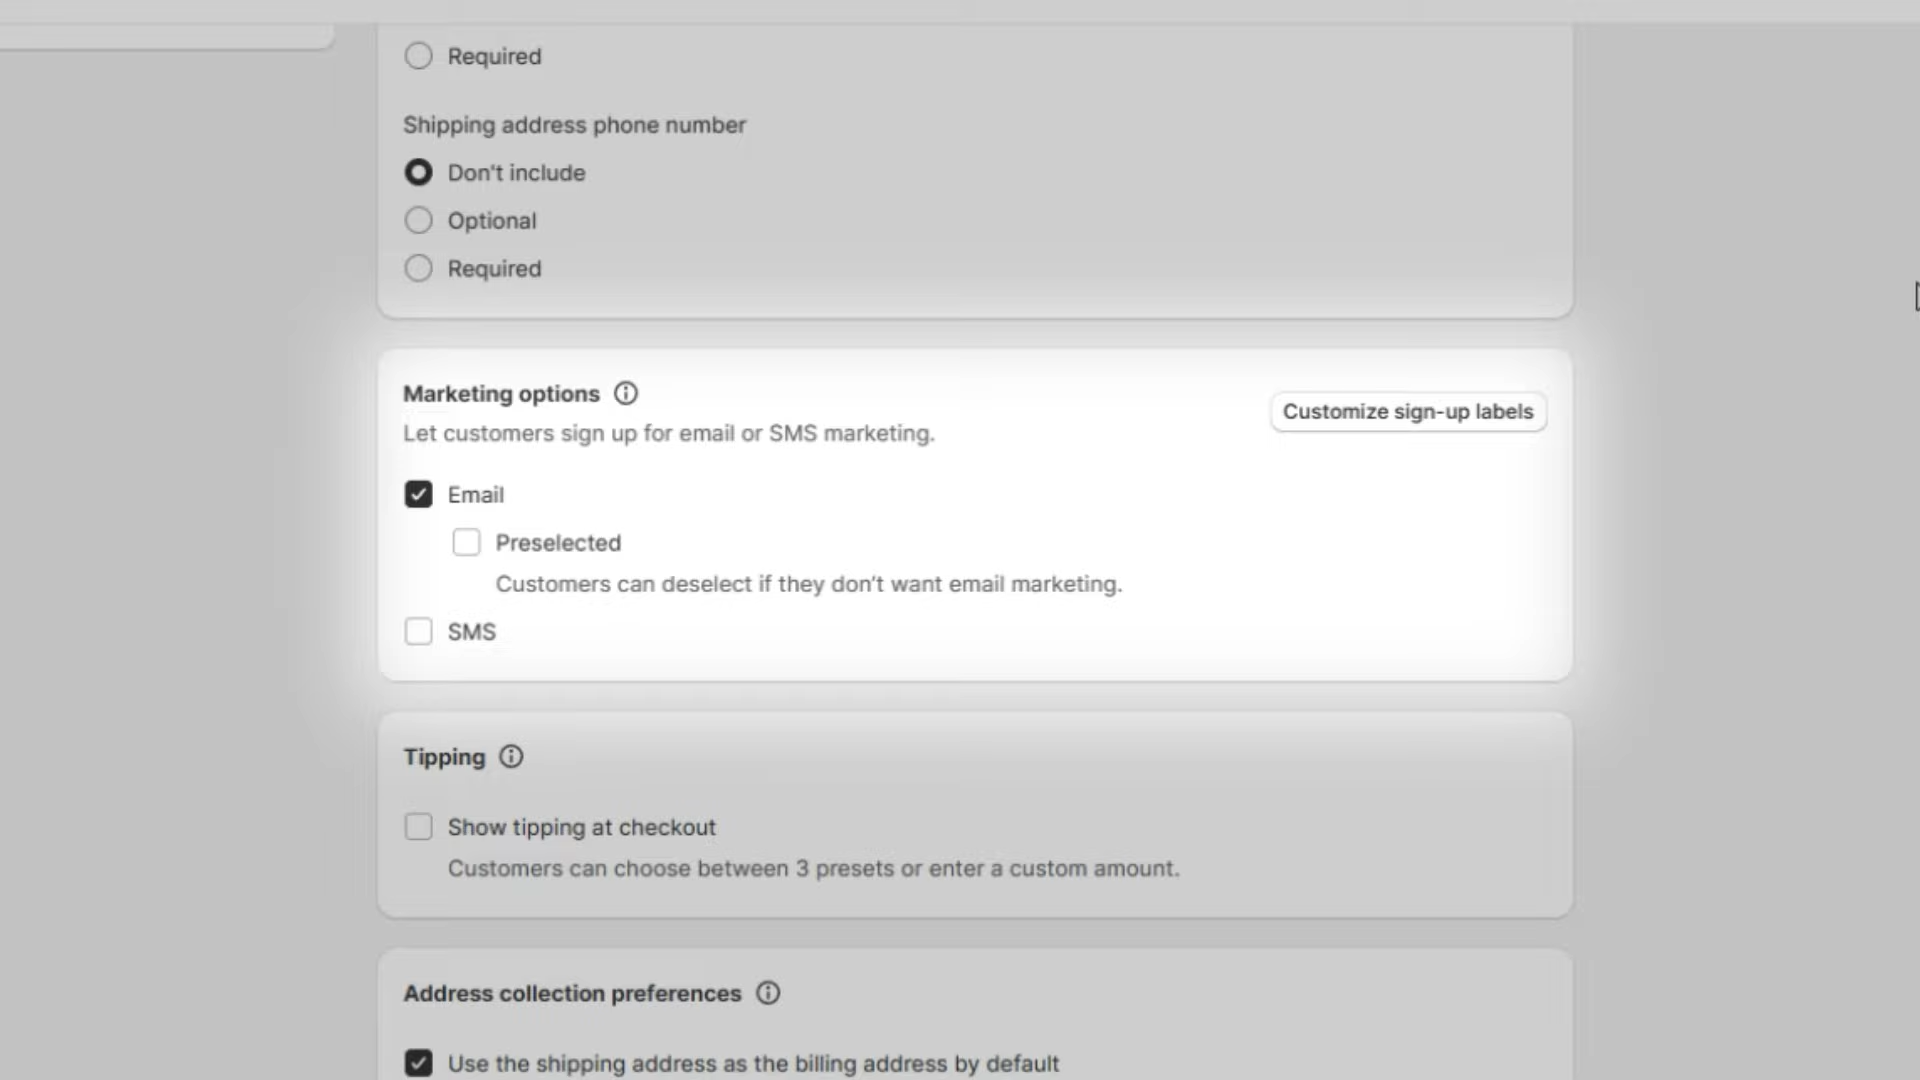 Required
Shipping address phone number
Don't include
Optional
Required
Marketing options
Customize sign-up labels
Let customers sign up for email or SMS marketing.
Email
Preselected
Customers can deselect if they don’t want email marketing.
SMS
Tipping
Show tipping at checkout
Customers can choose between 3 presets or enter a custom amount.
Address collection preferences
Use the shipping address as the billing address by default